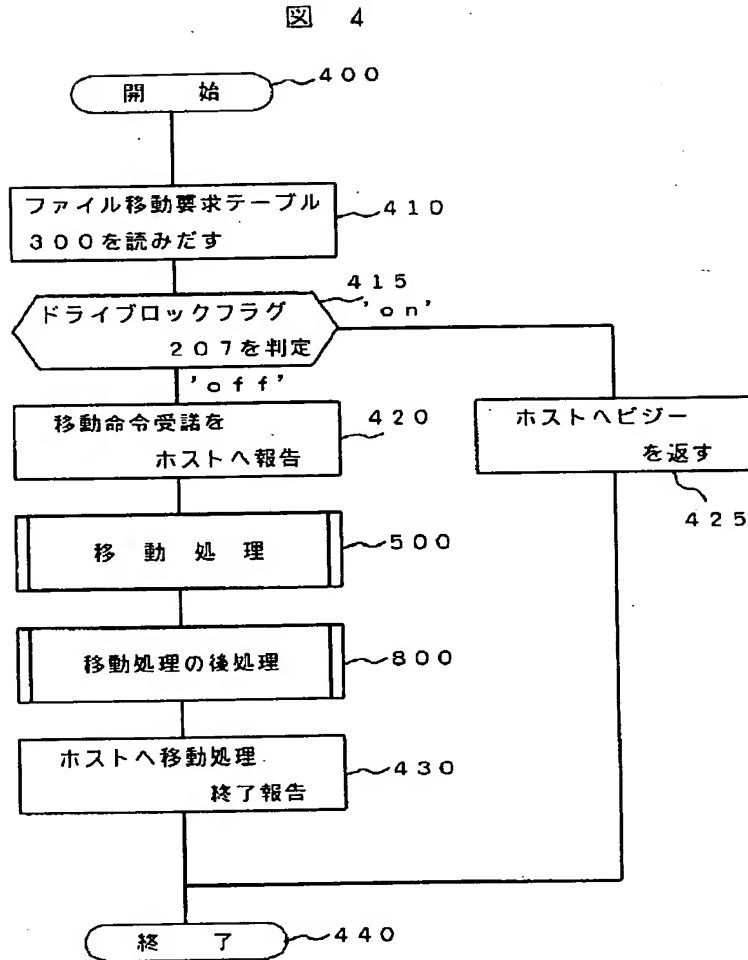 図 4
開 始
400
ファイル移動要求テーブル
300を読みだす
410
415
ドライブロックフラグ
207を判定
'on'
'off'
移動命令受諾を
ホストへ報告
420
ホストヘビジー
を返す
425
移 動 処 理
500
移動処理の後処理
800
ホストへ移動処理
終了報告
430
終 了
440